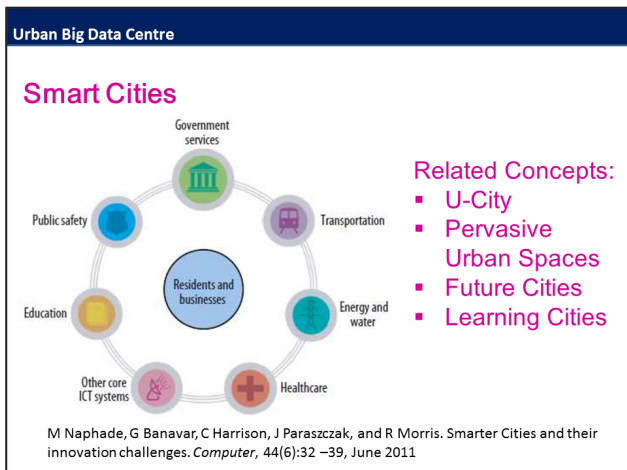 Urban Big Data Centre
Smart Cities
Government
services
Public safety
Transportation
Residents and
businesses
Education
Energy and
water
Other core
ICT systems
Healthcare
Related Concepts:
▪ U-City
▪ Pervasive
Urban Spaces
▪ Future Cities
▪ Learning Cities
M Naphade, G Banavar, C Harrison, J Paraszczak, and R Morris. Smarter Cities and their
innovation challenges. Computer, 44(6):32 –39, June 2011